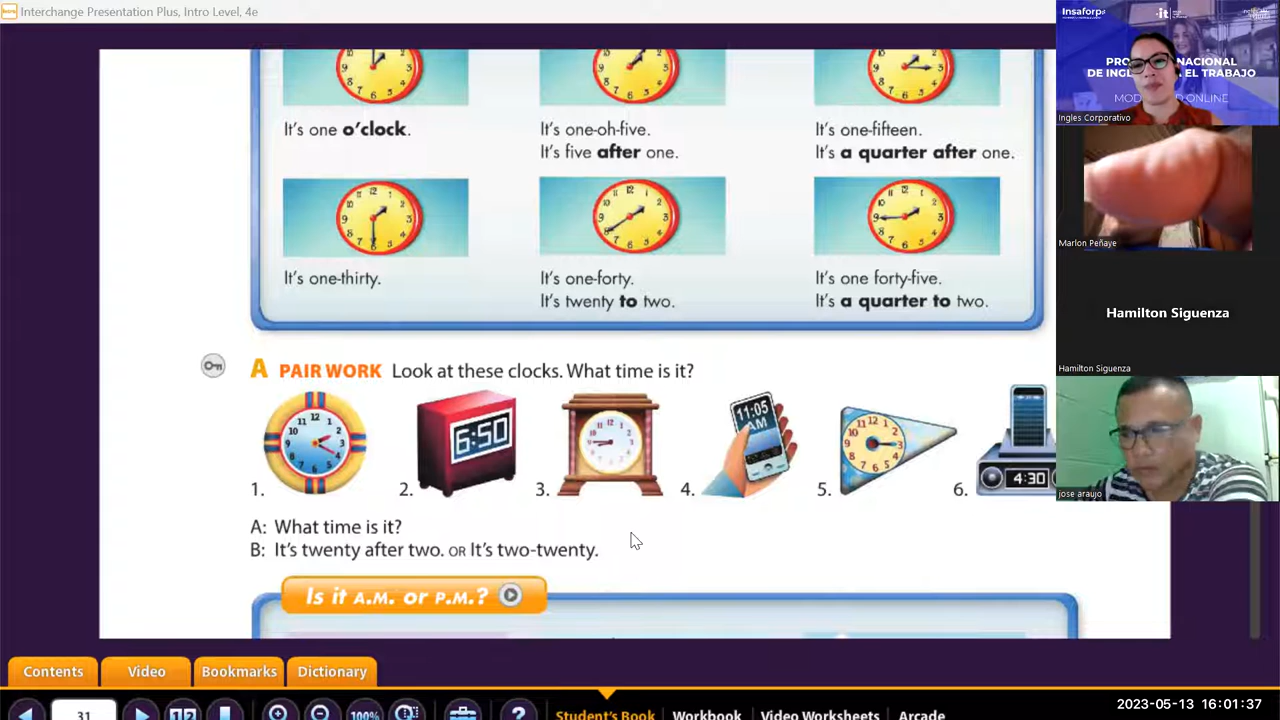 Interchange Presentation Plus, Intro Level, 4e
It's one o'clock.
It's one-oh-five.
It's five after one.
It's one-fifteen.
It's a quarter after one.
It's one-thirty.
It's one-forty.
It's twenty to two.
It's one forty-five.
It's a quarter to two.
A PAIR WORK Look at these clocks. What time is it?
1.
2. 6:50
3.
4. 11:05 AM
5.
6. 4:30
A: What time is it?
B: It's twenty after two. OR It's two-twenty.
Is it A.M. or P.M.?
Contents
Video
Bookmarks
Dictionary
31
100%
?
Student's Book
Workbook
Video Worksheets
Arcade
Insaforp
Ingles Corporativo
Marlon Peñaye
Hamilton Siguenza
Hamilton Siguenza
jose araujo
2023-05-13 16:01:37